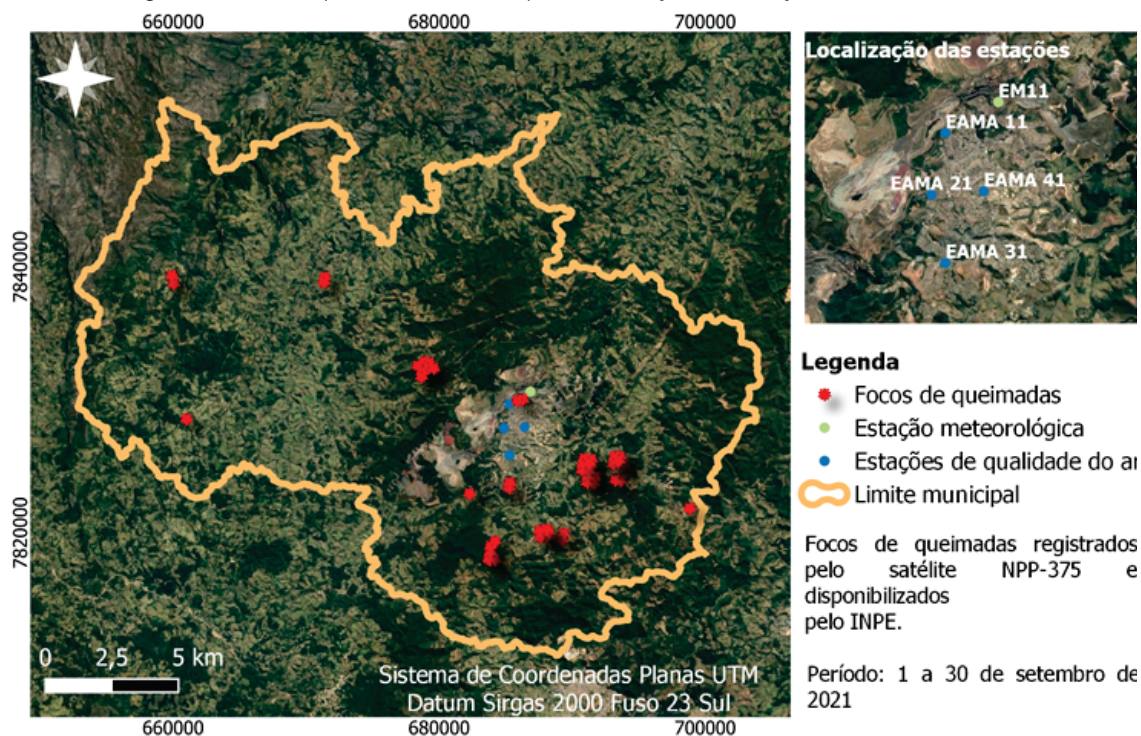 660000 680000 700000
7840000
7820000
0 2,5 5 km
Sistema de Coordenadas Planas UTM
Datum Sirgas 2000 Fuso 23 Sul
660000 680000 700000
Localização das estações
EM11
EAMA 11
EAMA 21
EAMA 41
EAMA 31
Legenda
Focos de queimadas
Estação meteorológica
Estações de qualidade do ar
Limite municipal
Focos de queimadas registrados
pelo satélite NPP-375 e
disponibilizados
pelo INPE.
Período: 1 a 30 de setembro de
2021